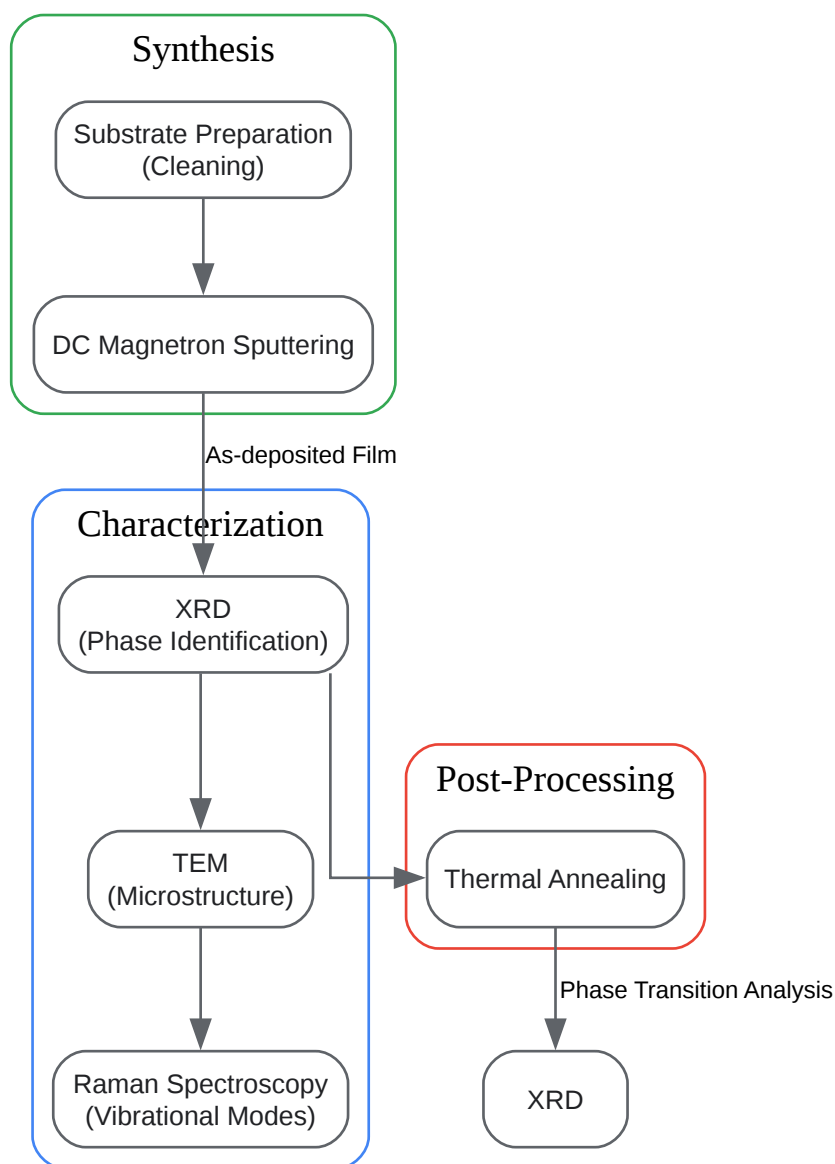 Synthesis
Substrate Preparation
(Cleaning)
DC Magnetron Sputtering
As-deposited Film
Characterization
XRD
(Phase Identification)
TEM
(Microstructure)
Raman Spectroscopy
(Vibrational Modes)
Post-Processing
Thermal Annealing
Phase Transition Analysis
XRD